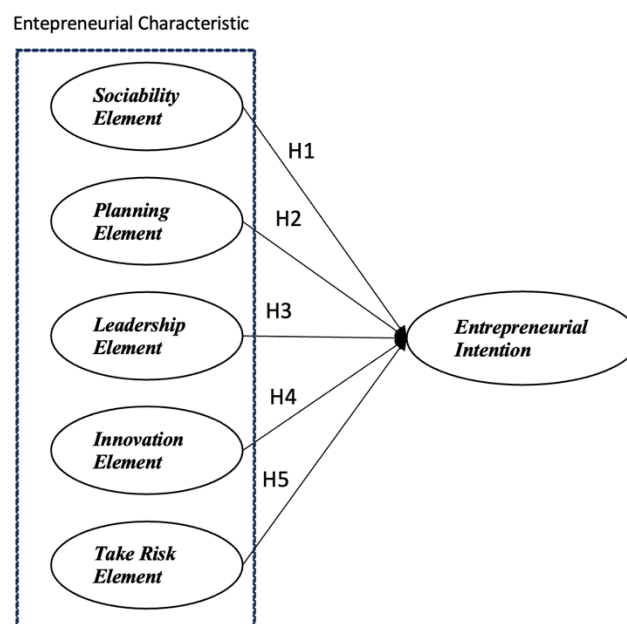 Entepreneurial Characteristic
Sociability
Element
H1
Planning
Element
H2
Leadership
Element
H3
Entrepreneurial
Intention
Innovation
Element
H4
H5
Take Risk
Element